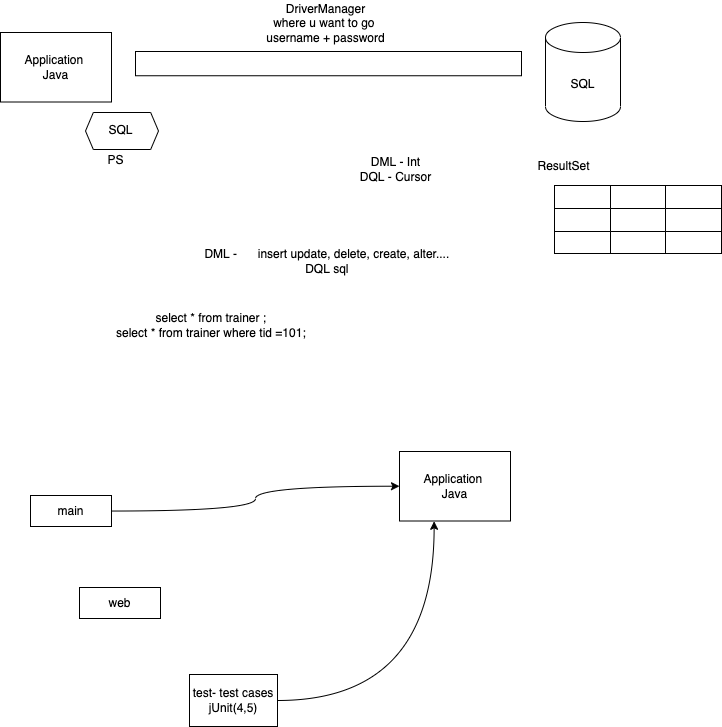 DriverManager
where u want to go
username + password
Application
Java
SQL
SQL
PS
DML - Int
DQL - Cursor
ResultSet
DML -      insert update, delete, create, alter....
DQL sql
select * from trainer ;
select * from trainer where tid =101;
Application
Java
main
web
test- test cases
jUnit(4,5)